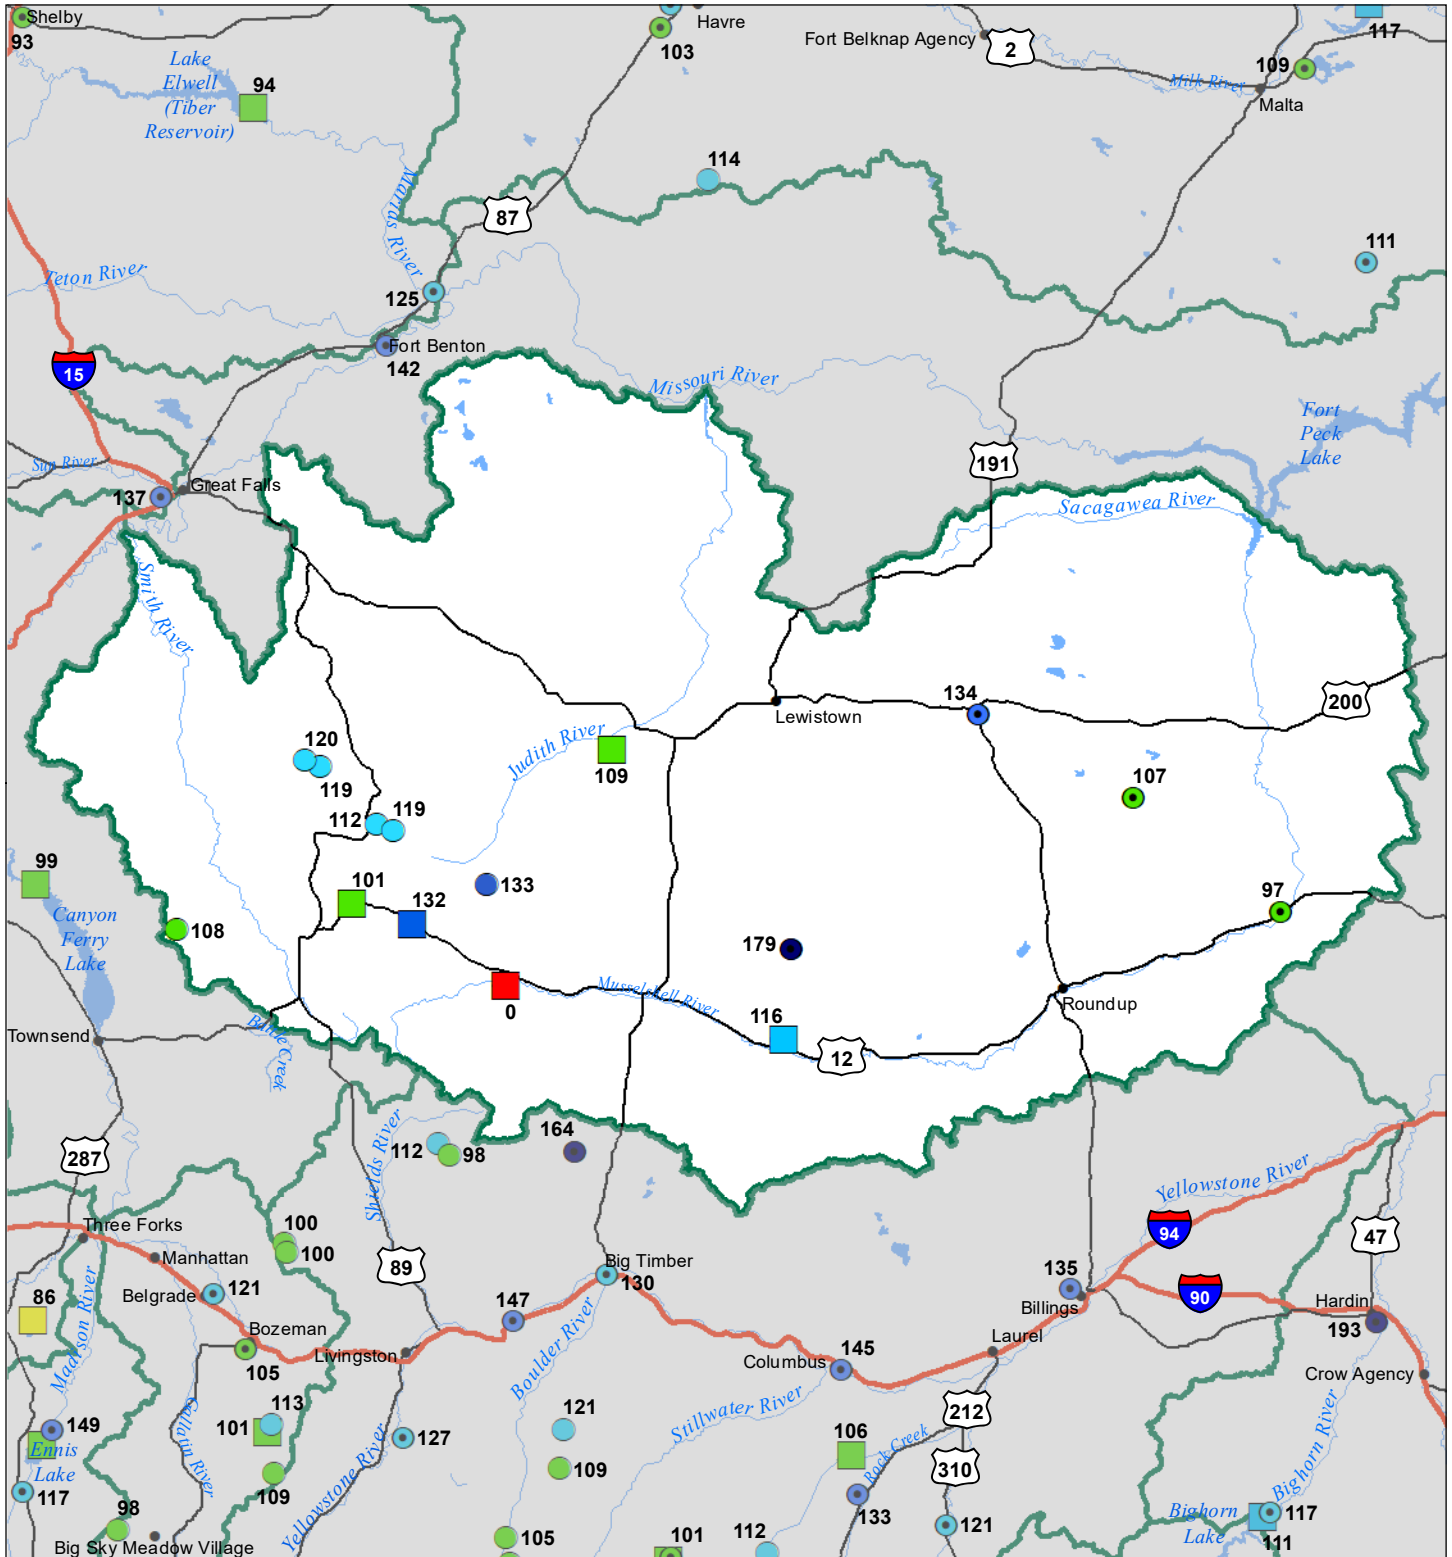 Shelby
93
Lake
Elwell
(Tiber
Reservoir)
94
103
Havre
Fort Belknap Agency
2
Milk River
109
Malta
117
114
111
Marias River
87
Teton River
125
Fort Benton
142
15
Missouri River
Fort
Peck
Lake
191
Sacagawea River
Sun River
137
Great Falls
Smith River
200
134
Lewistown
120
119
Judith River
109
107
112
119
99
Canyon
Ferry
Lake
101
132
133
108
179
97
0
Musselshell River
116
12
Roundup
Townsend
Battle Creek
287
Shields River
112
98
164
Yellowstone River
94
47
Three Forks
100
100
Manhattan
89
Big Timber
130
135
Billings
90
Hardin
193
86
Madison River
Belgrade
121
Bozeman
105
Livingston
147
Boulder River
Columbus
145
Laurel
Crow Agency
113
101
149
Ennis
Lake
117
Gallatin River
109
98
Big Sky Meadow Village
Yellowstone River
127
121
109
105
Stillwater River
106
Rock Creek
212
310
133
121
101
112
Bighorn River
Bighorn
Lake
117
111